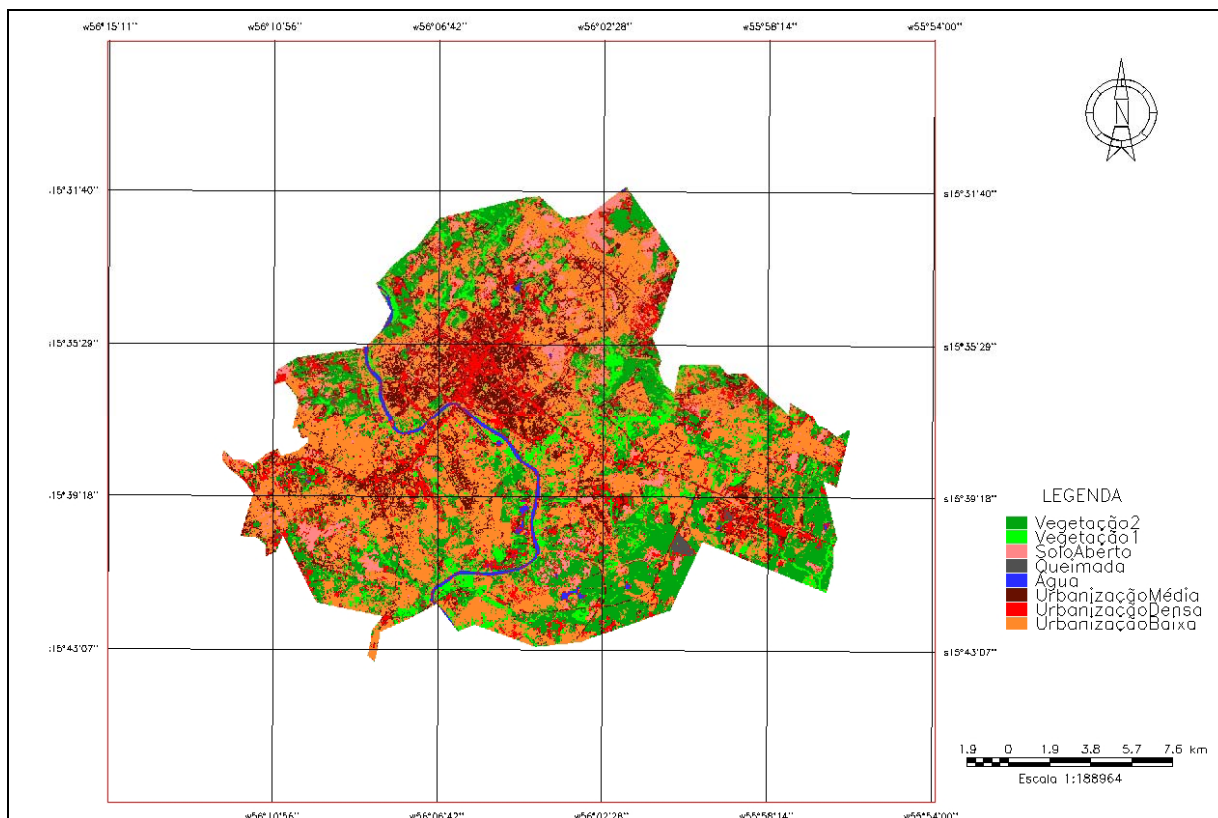 w56°15'11"
w56°10'56"
w56°06'42"
w56°02'28"
w55°58'14"
w55°54'00"
N
:15°31'40"
s15°31'40"
:15°35'29"
s15°35'29"
:15°39'18"
s15°39'18"
:15°43'07"
s15°43'07"
LEGENDA
Vegetação2
Vegetação1
SoloAberto
Queimada
Água
UrbanizaçãoMédia
UrbanizaçãoDensa
UrbanizaçãoBaixa
1.9 0 1.9 3.8 5.7 7.6 km
Escala 1:188964
w56°10'56"
w56°06'42"
w56°02'28"
w55°58'14"
w55°54'00"